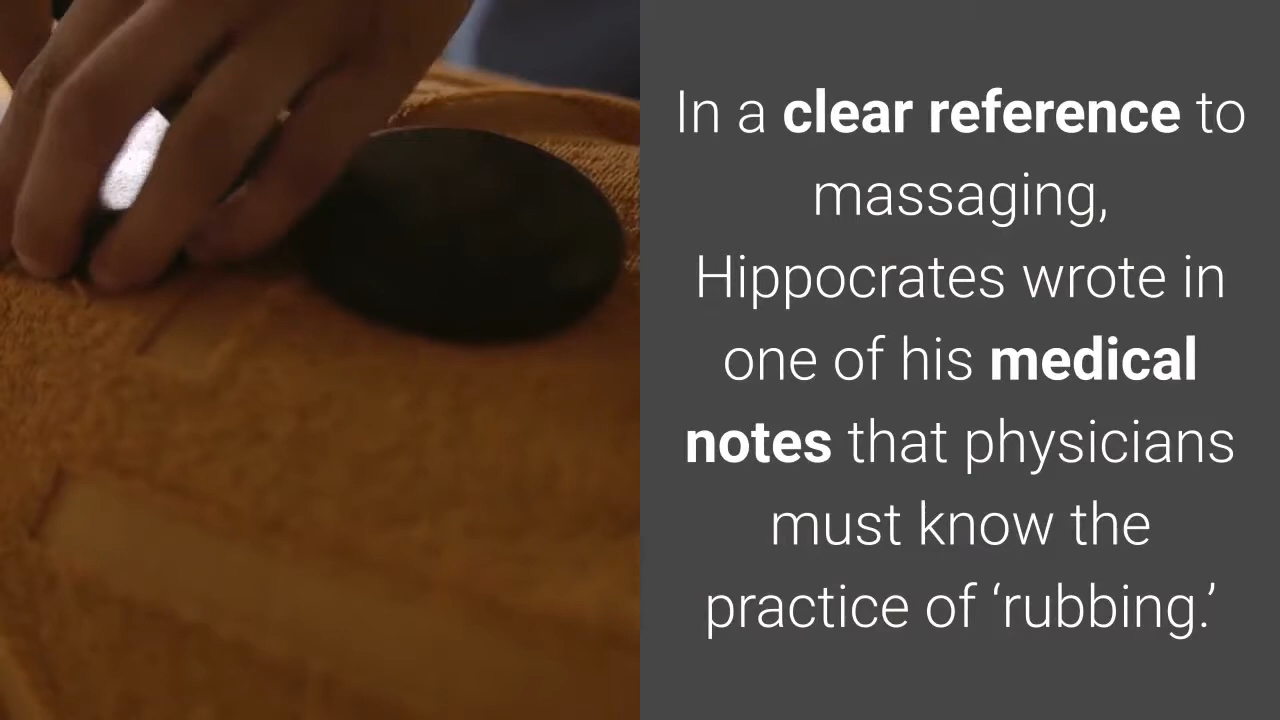 In a clear reference to
massaging,
Hippocrates wrote in
one of his medical
notes that physicians
must know the
practice of ‘rubbing.’